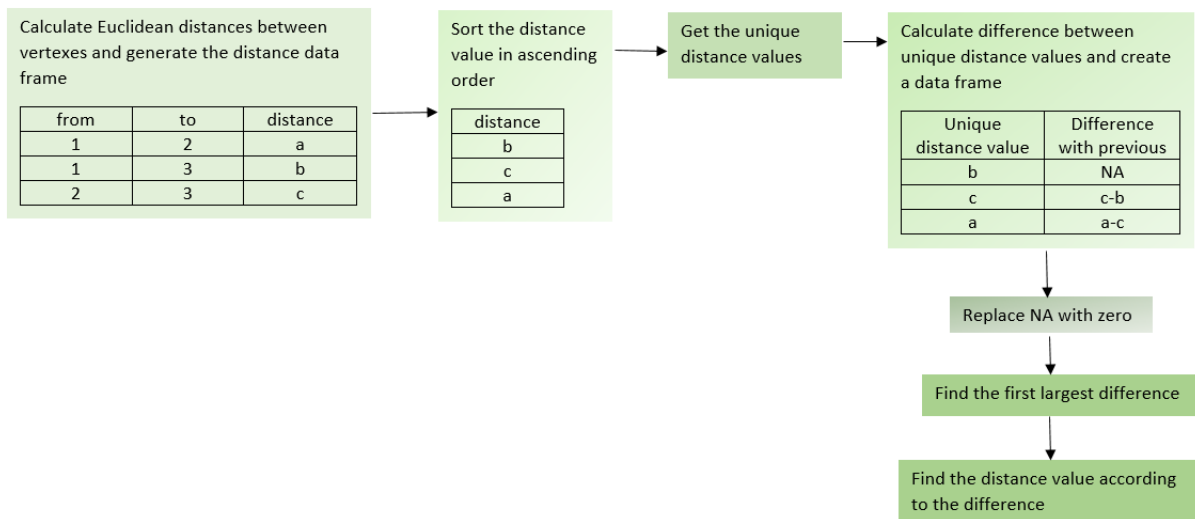 Calculate Euclidean distances between
vertexes and generate the distance data
frame
from to distance
1 2 a
1 3 b
2 3 c
Sort the distance
value in ascending
order
distance
b
c
a
Get the unique
distance values
Calculate difference between
unique distance values and create
a data frame
Unique
distance value
Difference
with previous
b NA
c c-b
a a-c
Replace NA with zero
Find the first largest difference
Find the distance value according
to the difference